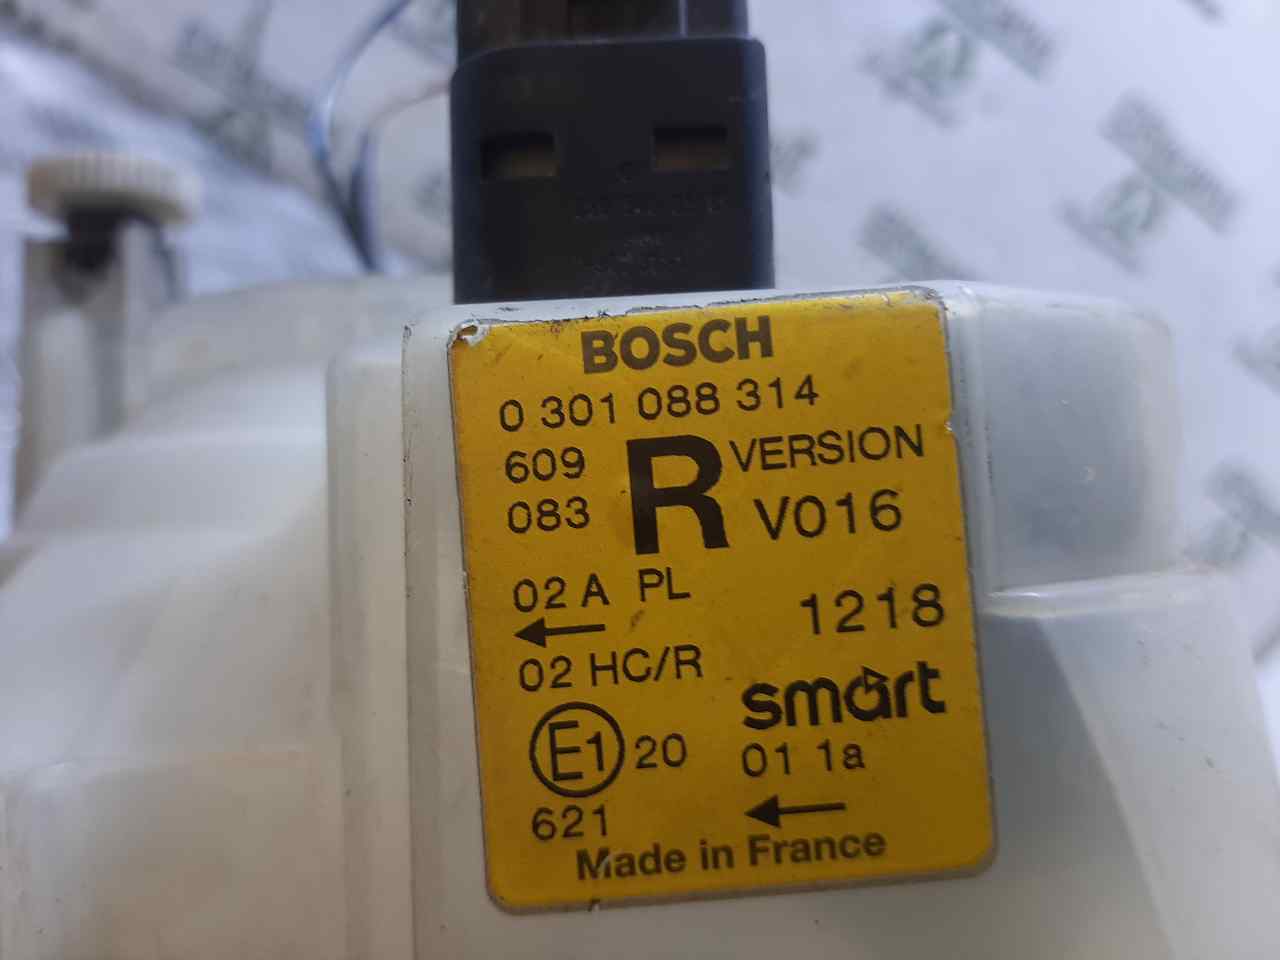 BOSCH
0 301 088 314
609 R VERSION
083 V016
02 A PL
1218
←
02 HC/R
smart
E1 20 01 1a
621 ←
Made in France